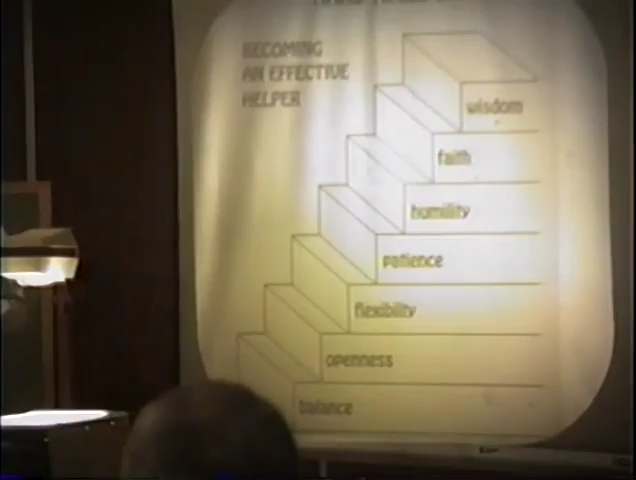 BECOMING
AN EFFECTIVE
HELPER
wisdom
faith
humility
patience
flexibility
openness
balance